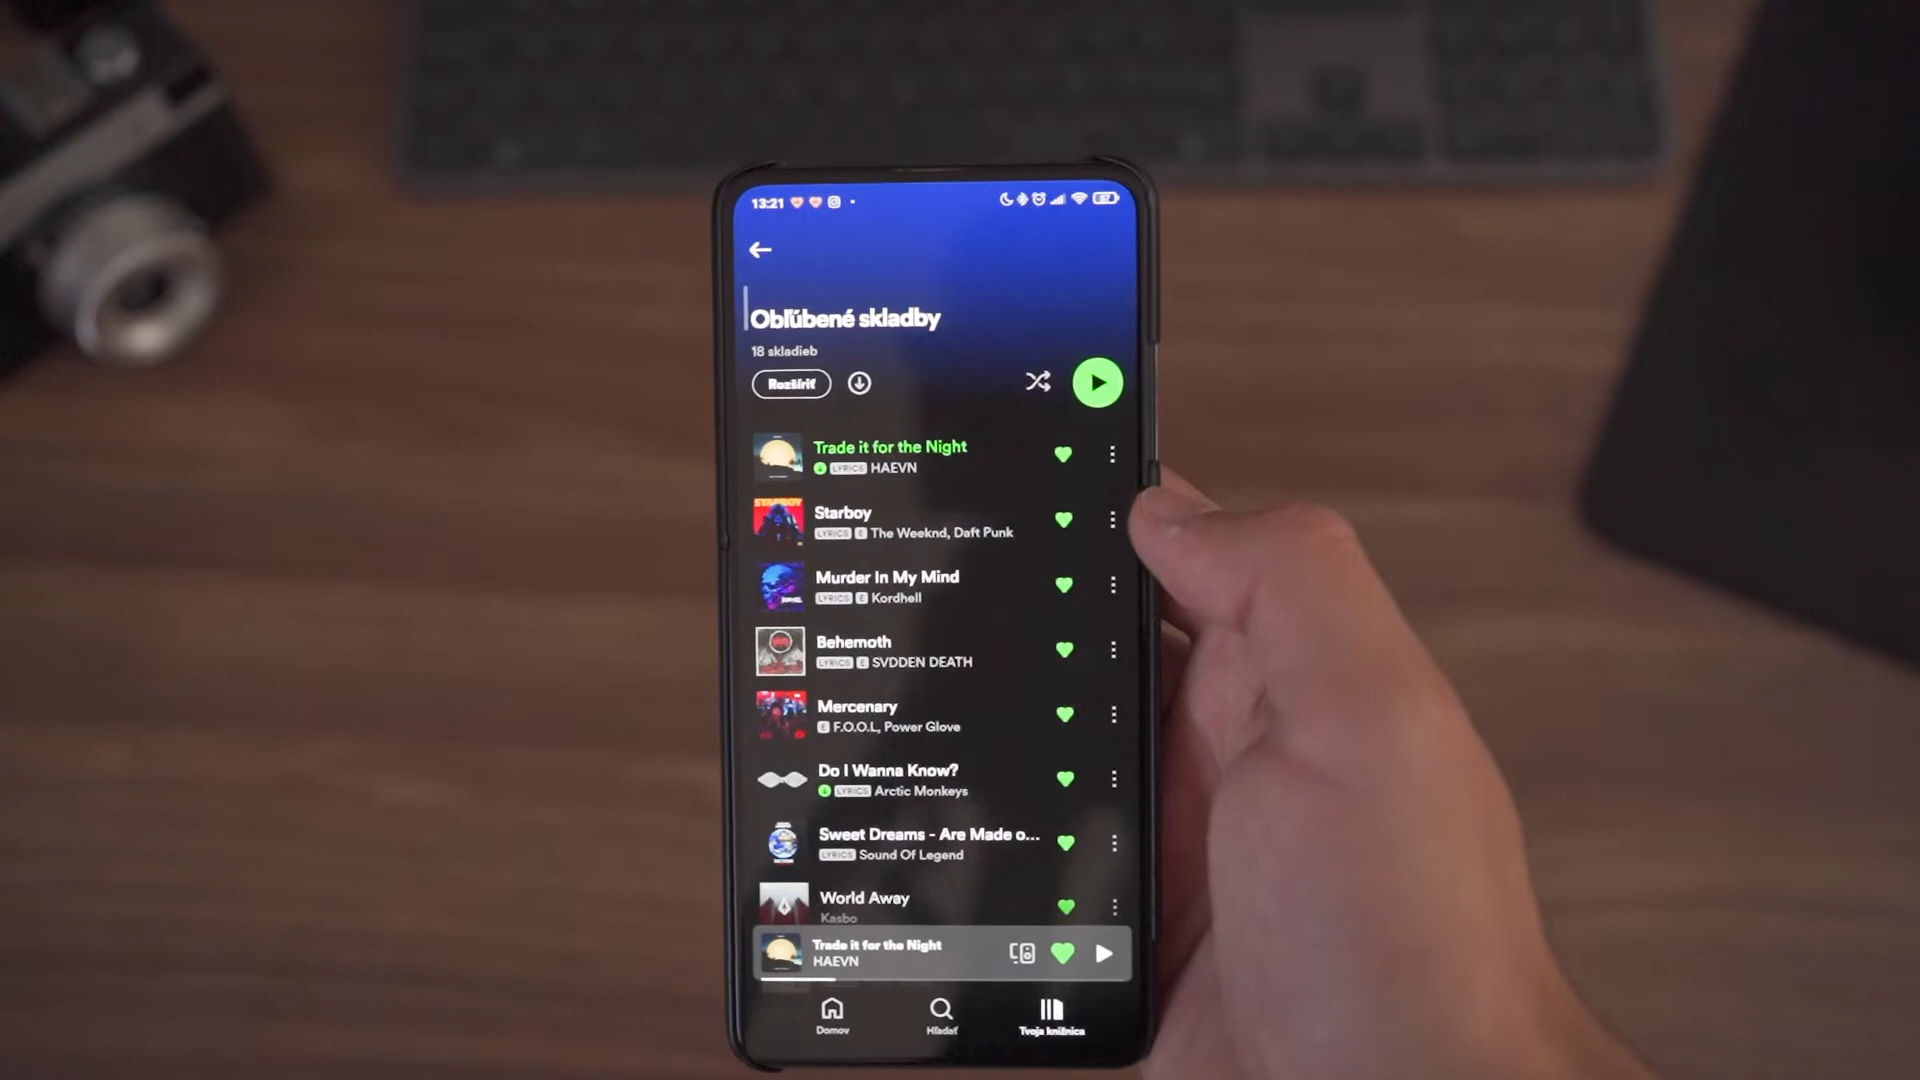 13:21
Obľúbené skladby
18 skladieb
Rozšíriť
Trade it for the Night
LYRICS HAEVN
STARBOY
Starboy
LYRICS E The Weeknd, Daft Punk
Murder In My Mind
LYRICS E Kordhell
Behemoth
LYRICS E SVDDEN DEATH
Mercenary
E F.O.O.L, Power Glove
Do I Wanna Know?
LYRICS Arctic Monkeys
Sweet Dreams - Are Made o...
LYRICS Sound Of Legend
World Away
Kasbo
Trade it for the Night
HAEVN
Domov
Hľadať
Tvoja knižnica